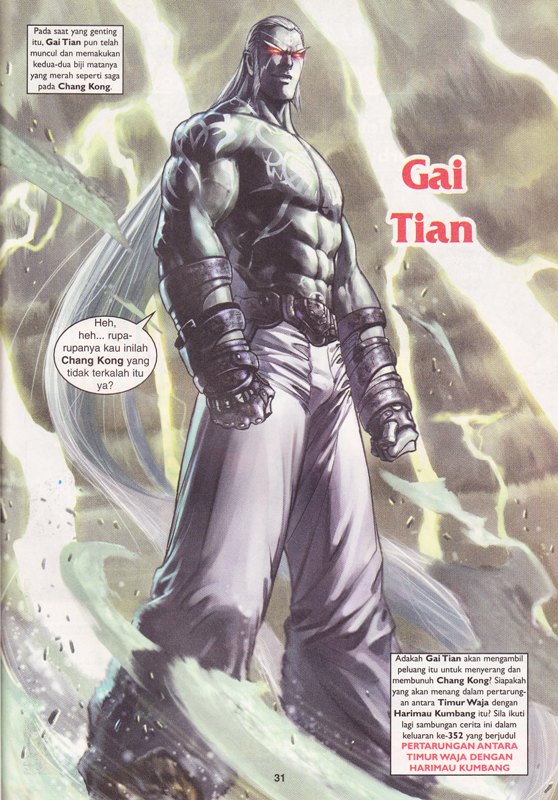 Pada saat yang genting
itu, Gai Tian pun telah
muncul dan memakukan
kedua-dua biji matanya
yang merah seperti saga
pada Chang Kong.
Gai
Tian
Heh,
heh... rupa-
rupanya kau inilah
Chang Kong yang
tidak terkalah itu
ya?
Adakah Gai Tian akan mengambil
peluang itu untuk menyerang dan
membunuh Chang Kong? Siapakah
yang akan menang dalam pertarung-
an antara Timur Waja dengan
Harimau Kumbang itu? Sila ikuti
lagi sambungan cerita ini dalam
keluaran ke-352 yang berjudul
PERTARUNGAN ANTARA
TIMUR WAJA DENGAN
HARIMAU KUMBANG
31